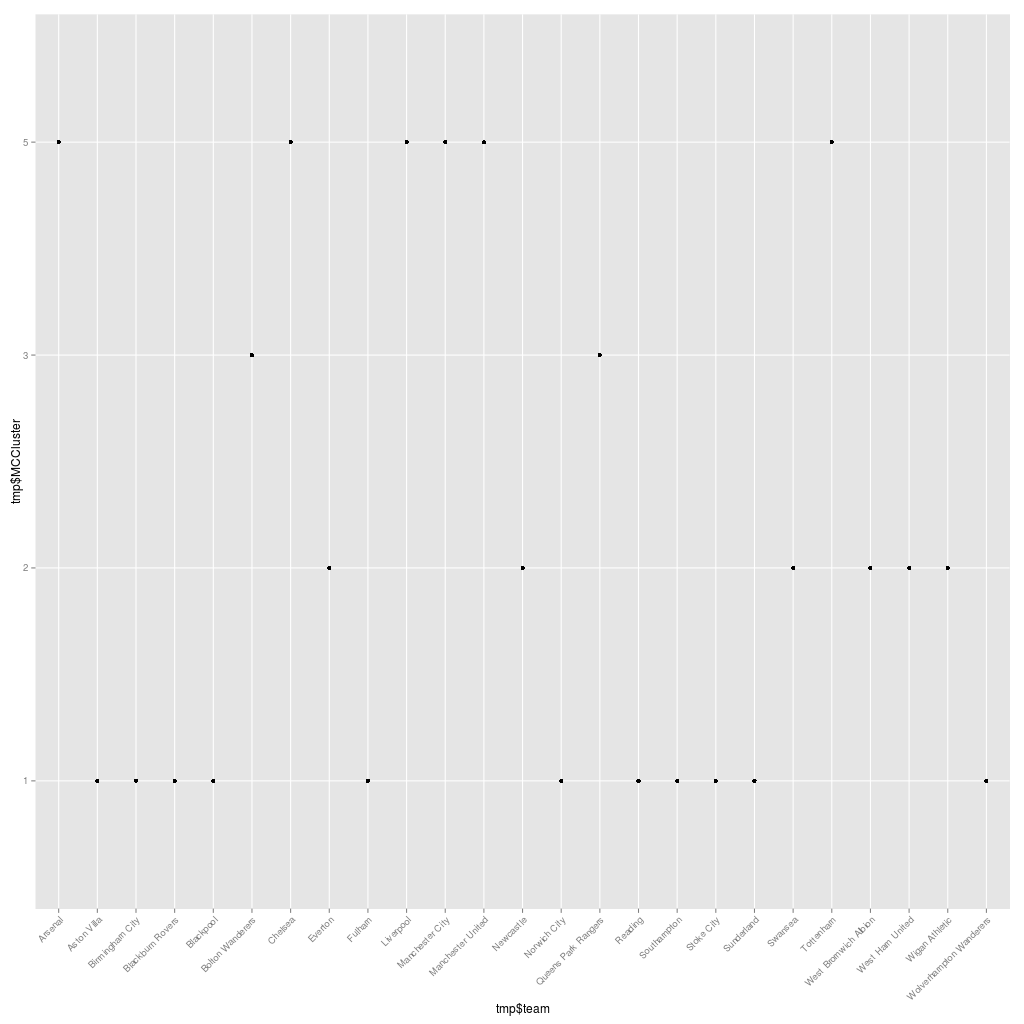 tmp$MCCluster
5
3
2
1
Arsenal
Aston Villa
Birmingham City
Blackburn Rovers
Blackpool
Bolton Wanderers
Chelsea
Everton
Fulham
Liverpool
Manchester City
Manchester United
Newcastle
Norwich City
Queens Park Rangers
Reading
Southampton
Stoke City
Sunderland
Swansea
Tottenham
West Bromwich Albion
West Ham United
Wigan Athletic
Wolverhampton Wanderers
tmp$team